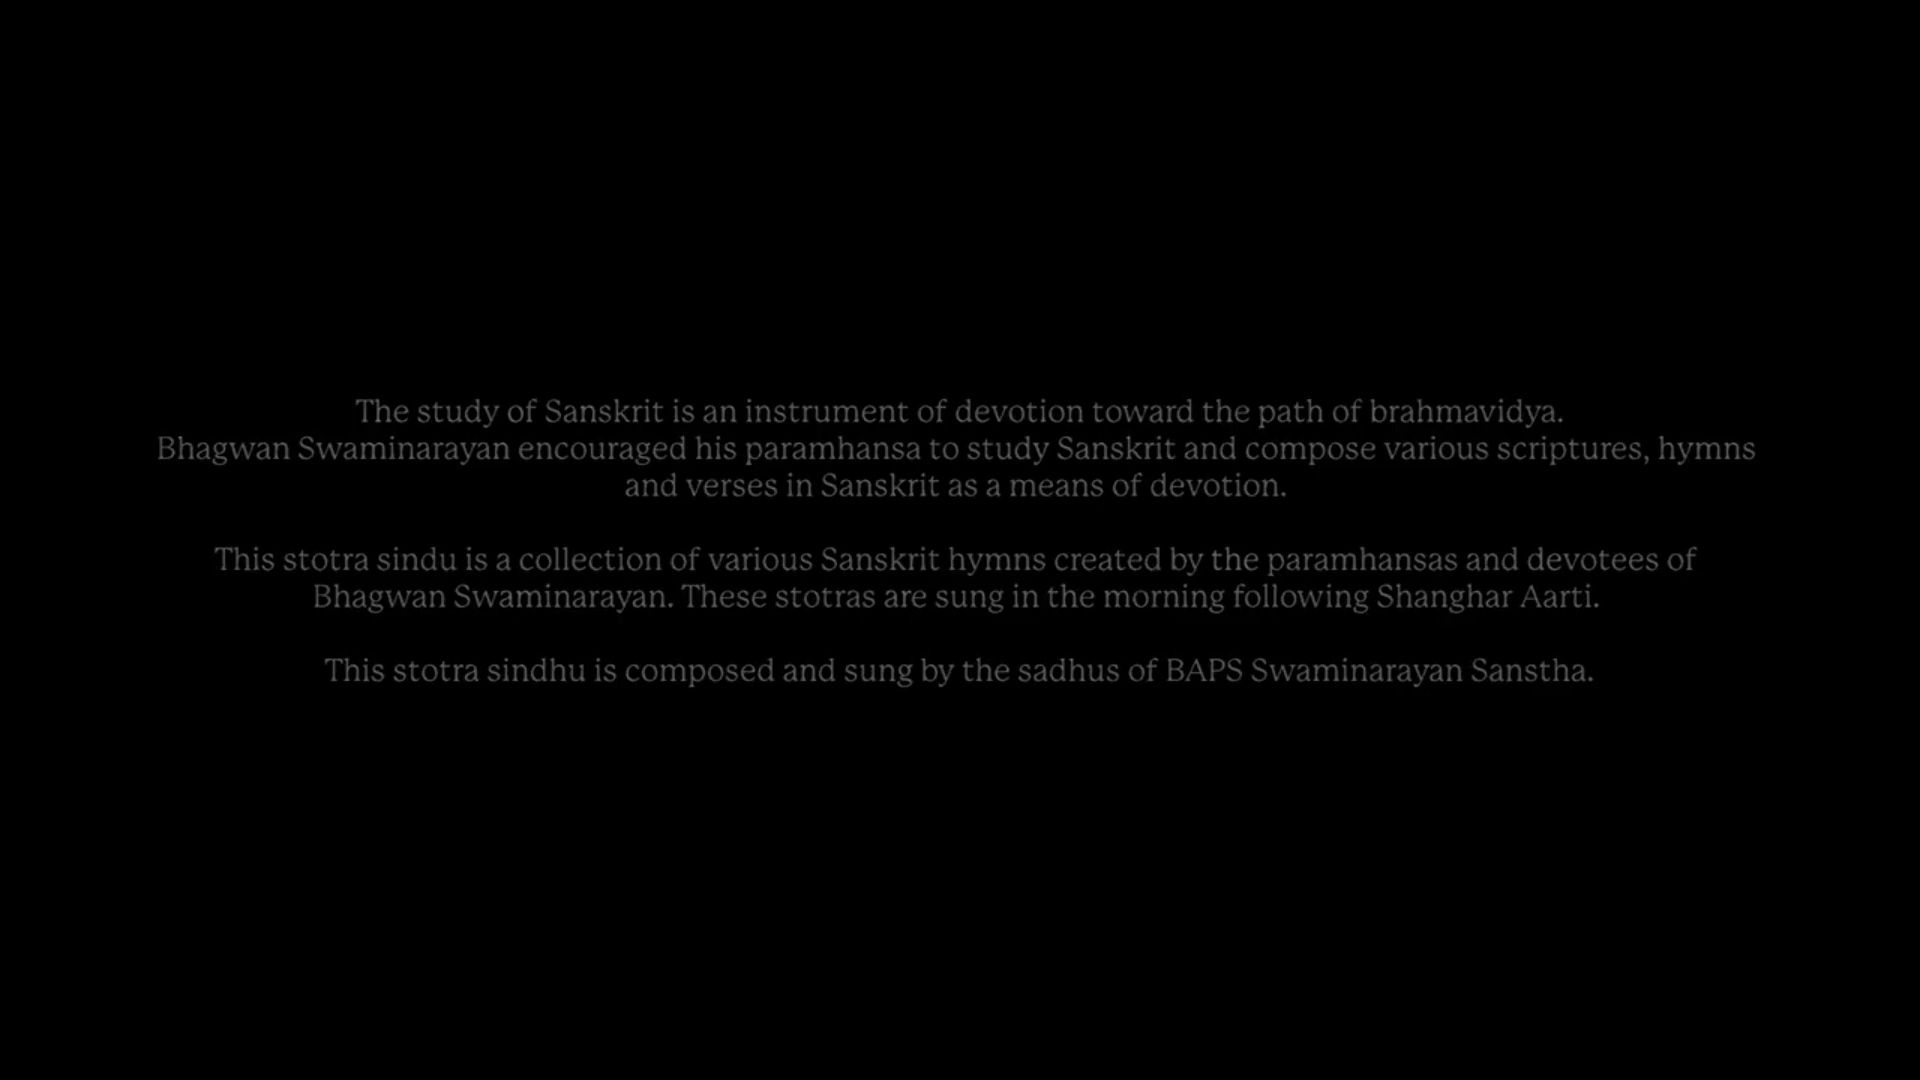 The study of Sanskrit is an instrument of devotion toward the path of brahmavidya.
Bhagwan Swaminarayan encouraged his paramhansa to study Sanskrit and compose various scriptures, hymns
and verses in Sanskrit as a means of devotion.
This stotra sindu is a collection of various Sanskrit hymns created by the paramhansas and devotees of
Bhagwan Swaminarayan. These stotras are sung in the morning following Shanghar Aarti.
This stotra sindhu is composed and sung by the sadhus of BAPS Swaminarayan Sanstha.